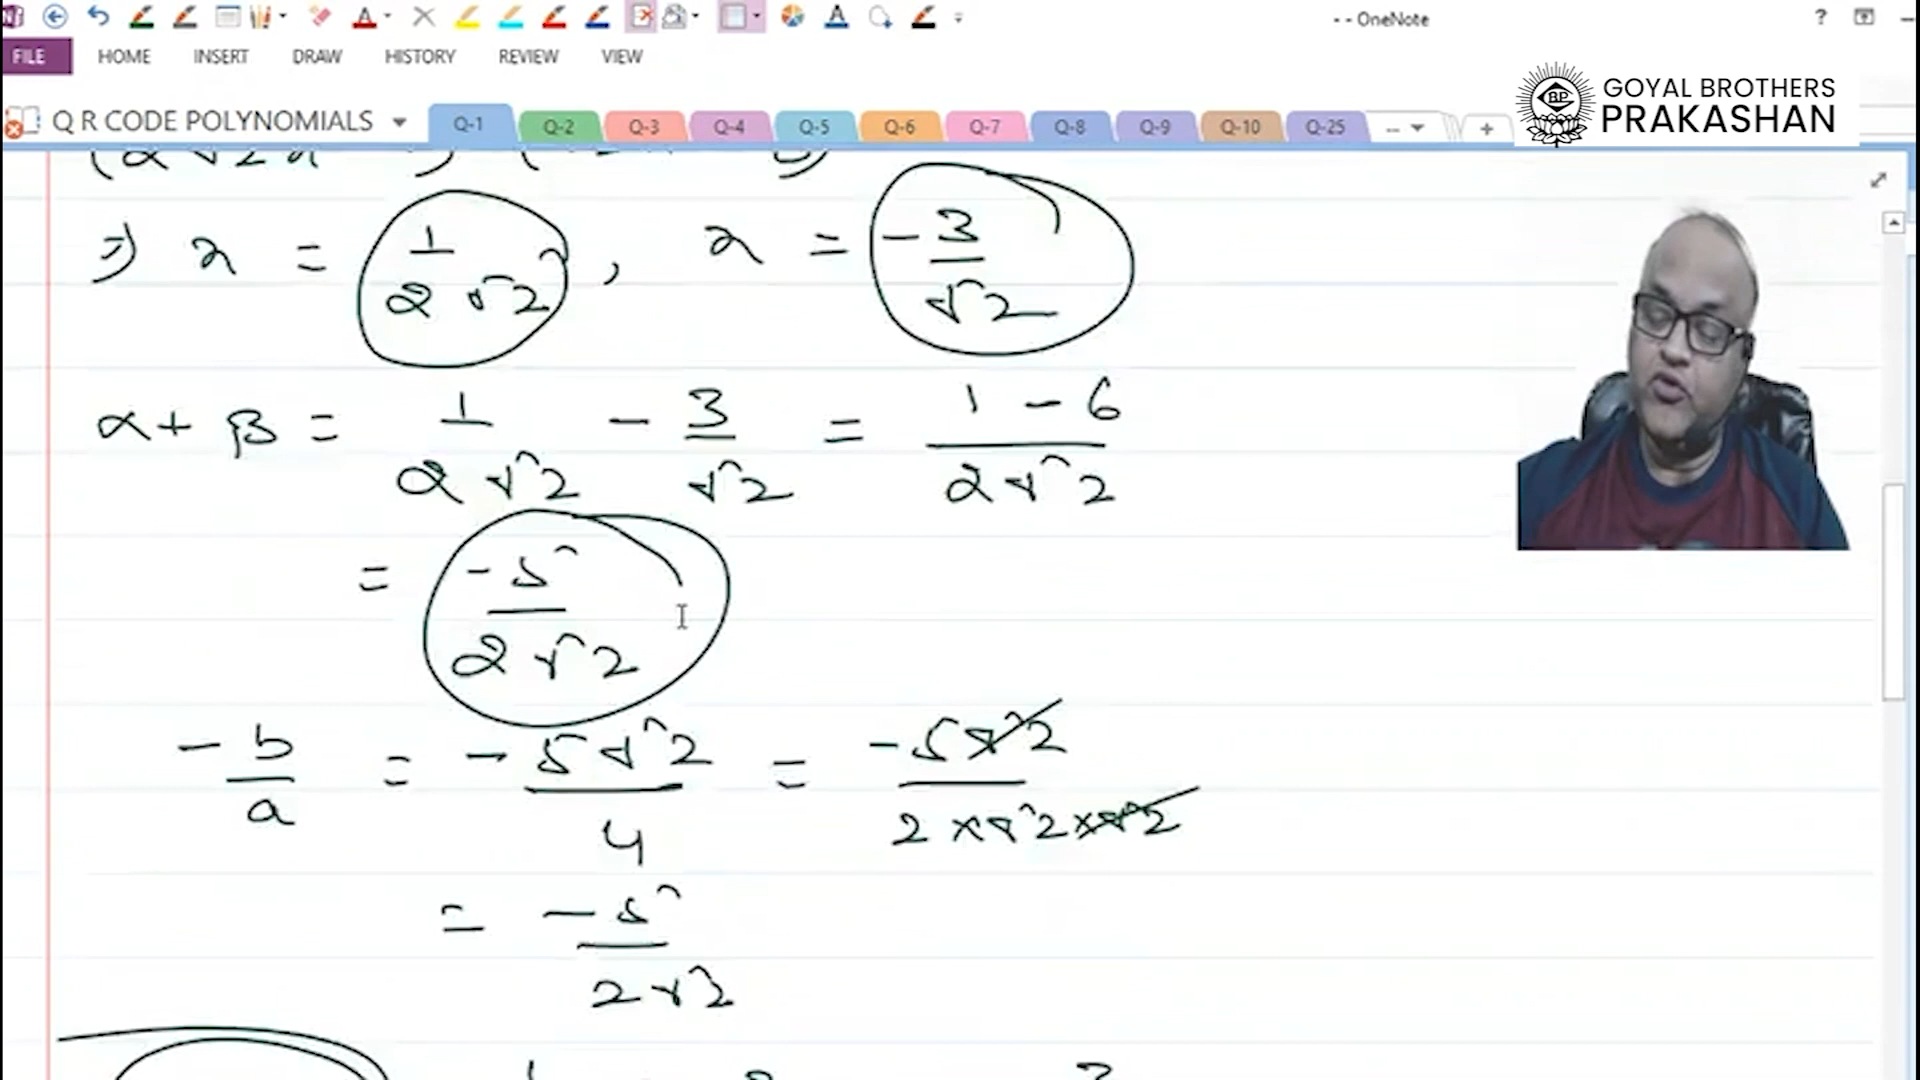 - - OneNote
FILE HOME INSERT DRAW HISTORY REVIEW VIEW
GOYAL BROTHERS
PRAKASHAN
Q R CODE POLYNOMIALS Q-1 Q-2 Q-3 Q-4 Q-5 Q-6 Q-7 Q-8 Q-9 Q-10 Q-25
⇒ x = 1/(2√2), x = -3/√2
α + β = 1/(2√2) - 3/√2 = (1 - 6)/(2√2)
= -5/(2√2)
-b/a = -5√2/4 = -5√2/(2×√2×√2)
= -5/(2√2)